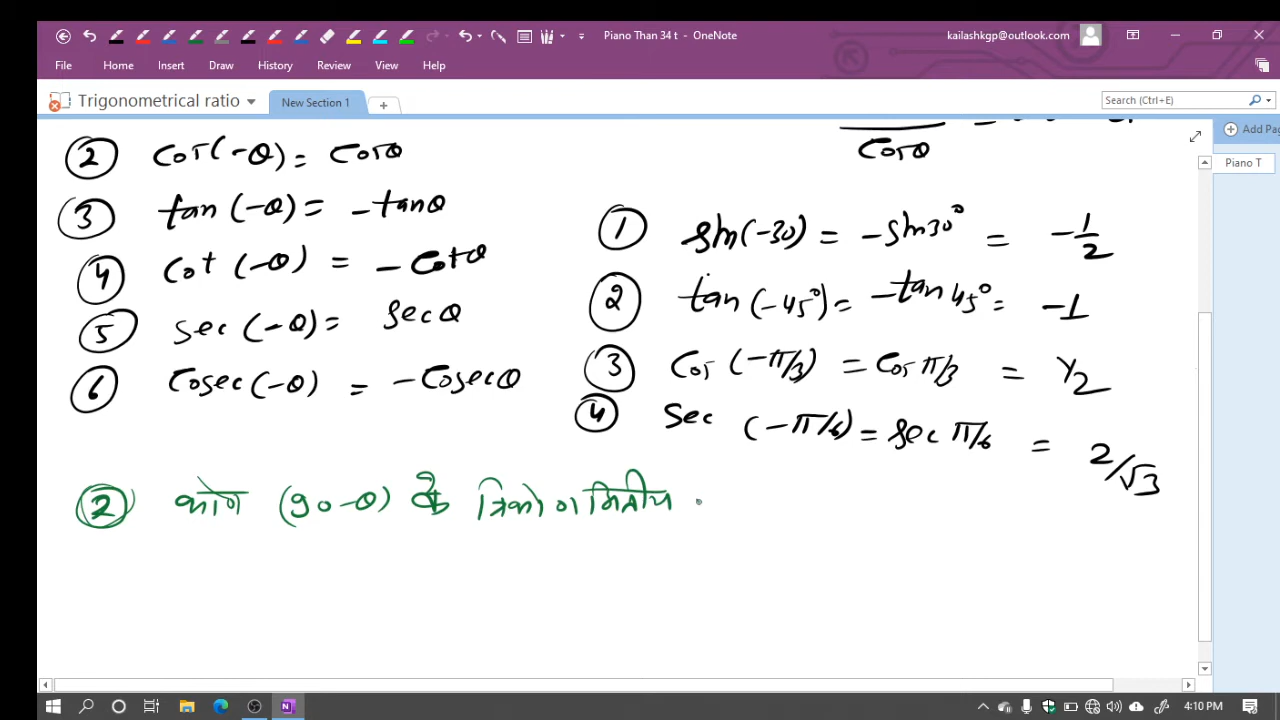 Piano Than 34 t - OneNote
kailashkgp@outlook.com
File Home Insert Draw History Review View Help
Trigonometrical ratio
New Section 1
Search (Ctrl+E)
Add Pa
Piano T
cosθ
② cos(-θ) = cosθ
③ tan (-θ) = -tanθ
④ cot (-θ) = - cotθ
⑤ sec (-θ) = secθ
⑥ cosec (-θ) = - cosecθ
① sin(-30) = -sin30° = -1/2
② tan (-45°) = -tan 45° = -1
③ cos (-π/3) = cos π/3 = 1/2
④ sec (-π/6) = sec π/6 = 2/√3
② कोण (90-θ) के त्रिकोणमितीय
4:10 PM